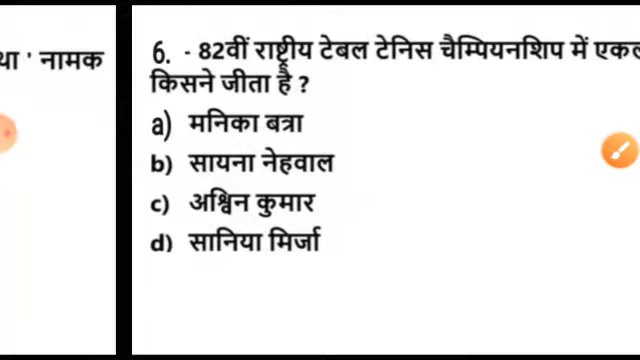 था ' नामक
6. - 82वीं राष्ट्रीय टेबल टेनिस चैम्पियनशिप में एकल
किसने जीता है ?
a) मनिका बत्रा
b) सायना नेहवाल
c) अश्विन कुमार
d) सानिया मिर्जा